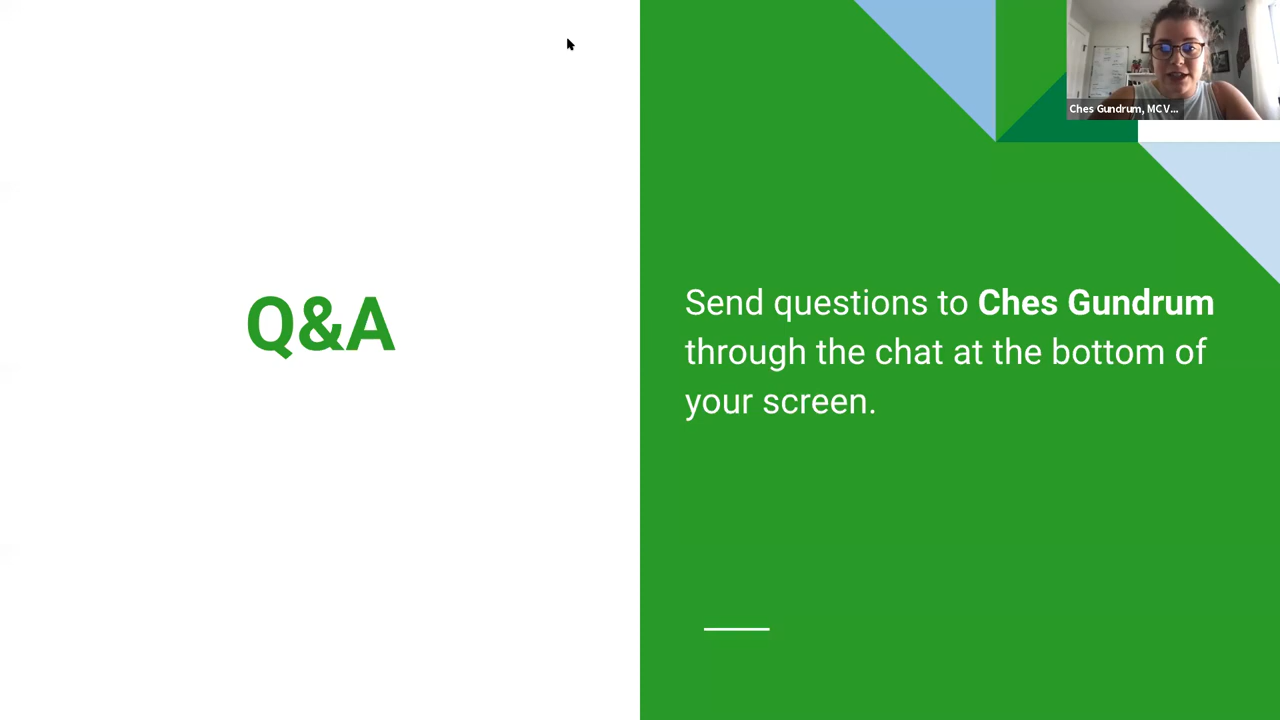 Ches Gundrum, MCV...
Q&A
Send questions to Ches Gundrum
through the chat at the bottom of
your screen.